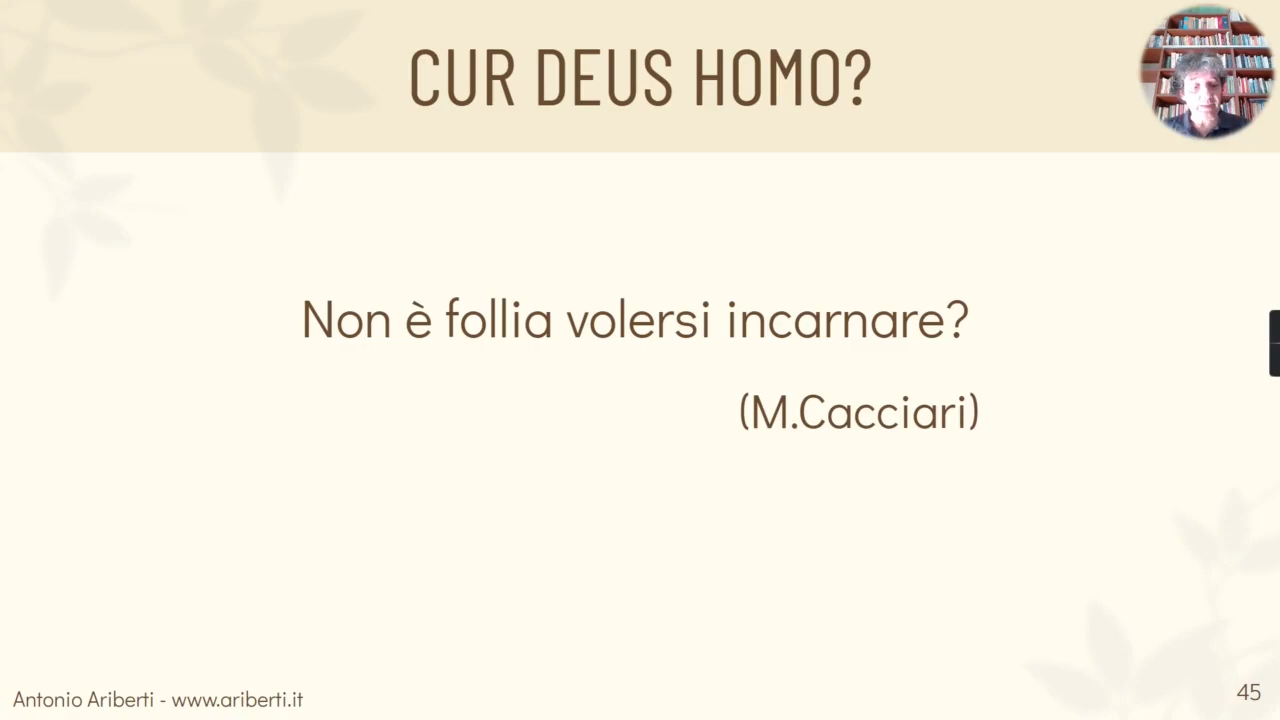 CUR DEUS HOMO?
Non è follia volersi incarnare?
(M.Cacciari)
Antonio Ariberti - www.ariberti.it
45